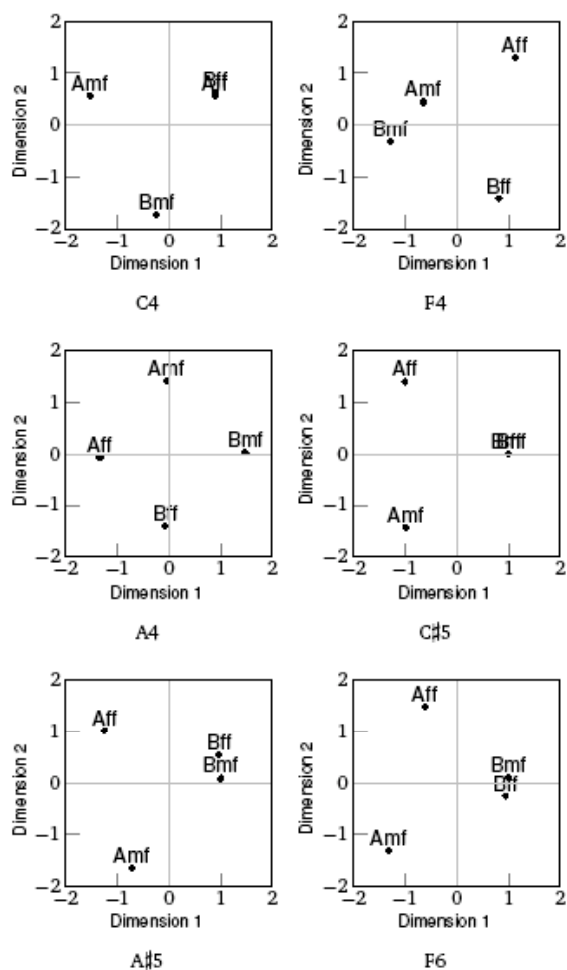 2
1
0
−1
−2
Dimension 2
Amf
Bff
Aff
Bmf
−2 −1 0 1 2
Dimension 1
C4
2
1
0
−1
−2
Dimension 2
Aff
Amf
Bmf
Bff
−2 −1 0 1 2
Dimension 1
F4
2
1
0
−1
−2
Dimension 2
Amf
Aff
Bmf
Bff
−2 −1 0 1 2
Dimension 1
A4
2
1
0
−1
−2
Dimension 2
Aff
Amf
−2 −1 0 1 2
Dimension 1
C♯5
2
1
0
−1
−2
Dimension 2
Aff
Bff
Bmf
Amf
−2 −1 0 1 2
Dimension 1
A♯5
2
1
0
−1
−2
Dimension 2
Aff
Bmf
Bff
Amf
−2 −1 0 1 2
Dimension 1
F6